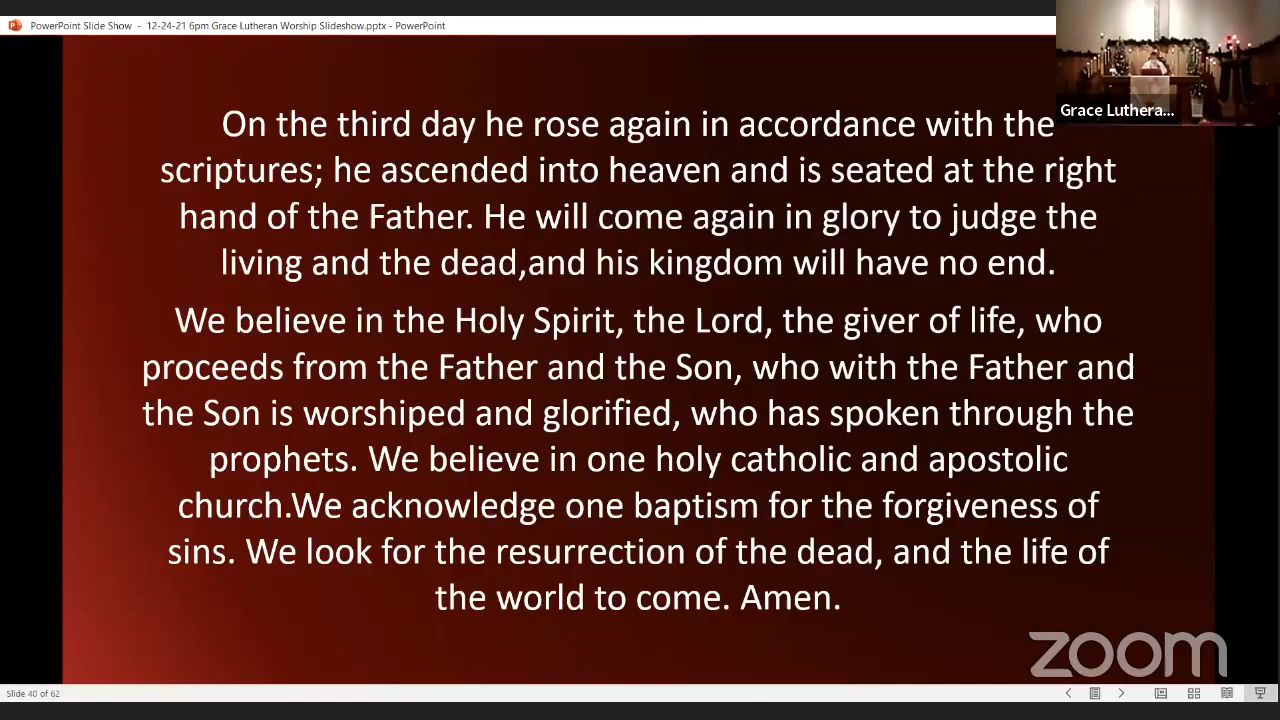 PowerPoint Slide Show - 12-24-21 6pm Grace Lutheran Worship Slideshow.pptx - PowerPoint
Grace Luthera...
On the third day he rose again in accordance with the
scriptures; he ascended into heaven and is seated at the right
hand of the Father. He will come again in glory to judge the
living and the dead,and his kingdom will have no end.
We believe in the Holy Spirit, the Lord, the giver of life, who
proceeds from the Father and the Son, who with the Father and
the Son is worshiped and glorified, who has spoken through the
prophets. We believe in one holy catholic and apostolic
church.We acknowledge one baptism for the forgiveness of
sins. We look for the resurrection of the dead, and the life of
the world to come. Amen.
zoom
Slide 40 of 62